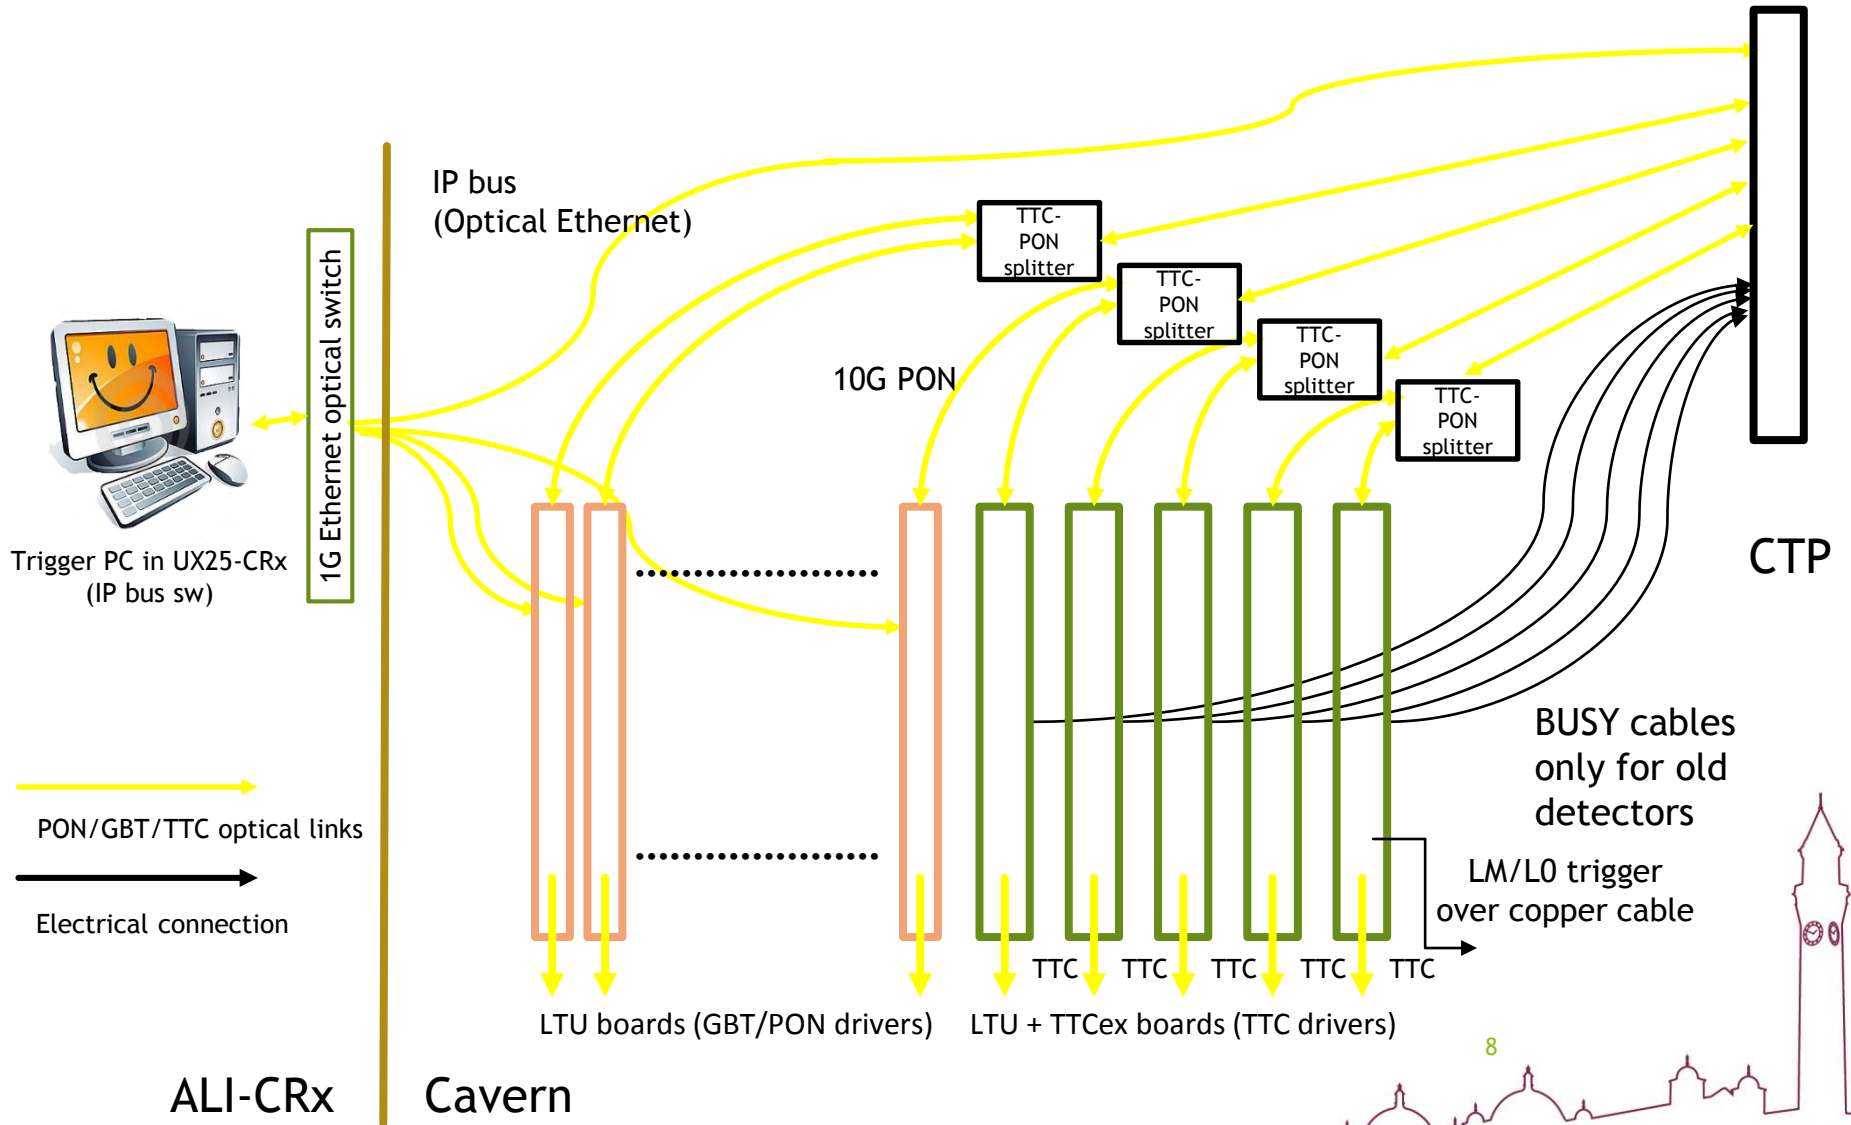 IP bus
(Optical Ethernet)
TTC-
PON
splitter
TTC-
PON
splitter
TTC-
PON
splitter
TTC-
PON
splitter
1G Ethernet optical switch
10G PON
Trigger PC in UX25-CRx
(IP bus sw)
CTP
BUSY cables
only for old
detectors
PON/GBT/TTC optical links
LM/L0 trigger
over copper cable
Electrical connection
TTC
TTC
TTC
TTC
TTC
LTU boards (GBT/PON drivers)
LTU + TTCex boards (TTC drivers)
8
ALI-CRx
Cavern